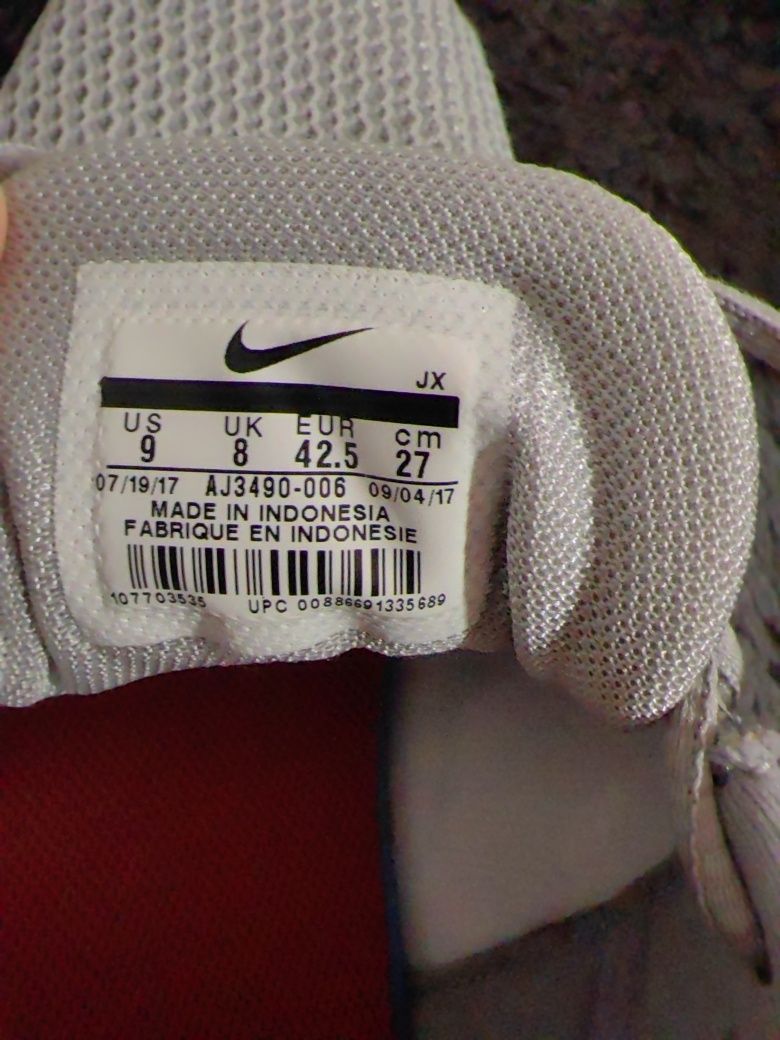 JX
US UK EUR cm
9 8 42.5 27
07/19/17 AJ3490-006 09/04/17
MADE IN INDONESIA
FABRIQUE EN INDONESIE
107703535 UPC 00886691335689